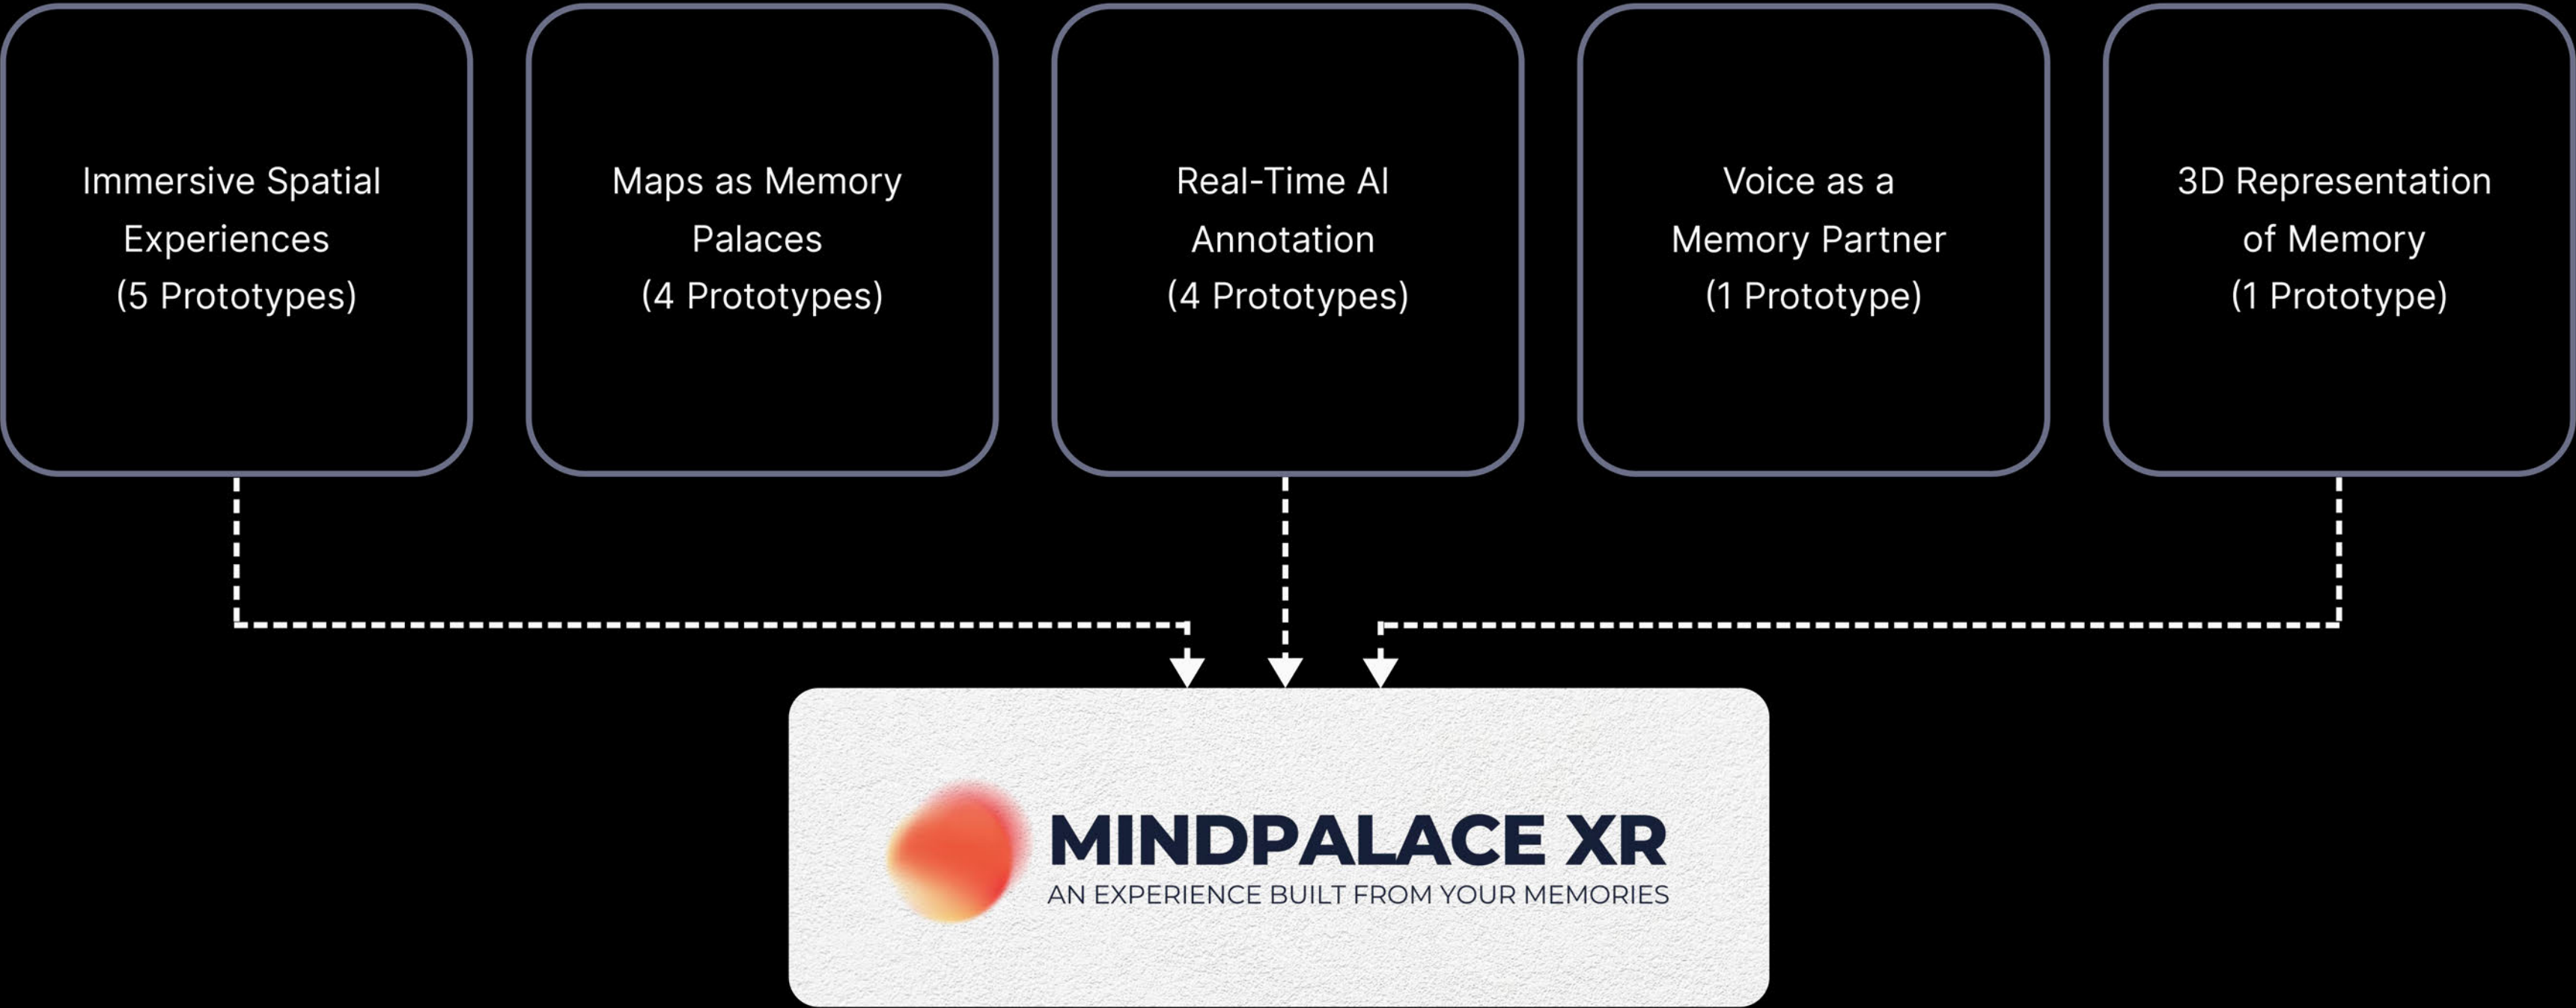 Immersive Spatial
Experiences
(5 Prototypes)
Maps as Memory
Palaces
(4 Prototypes)
Real-Time AI
Annotation
(4 Prototypes)
Voice as a
Memory Partner
(1 Prototype)
3D Representation
of Memory
(1 Prototype)
MINDPALACE XR
AN EXPERIENCE BUILT FROM YOUR MEMORIES